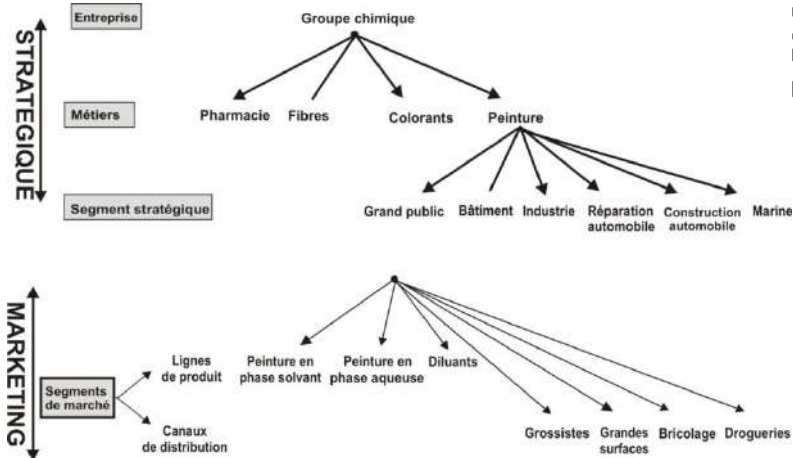 Entreprise
Groupe chimique
STRATEGIQUE
Métiers
Pharmacie
Fibres
Colorants
Peinture
Segment stratégique
Grand public
Bâtiment
Industrie
Réparation
automobile
Construction
automobile
Marine
MARKETING
Segments
de marché
Lignes
de produit
Canaux
de distribution
Peinture en
phase solvant
Peinture en
phase aqueuse
Diluants
Grossistes
Grandes
surfaces
Bricolage
Drogueries